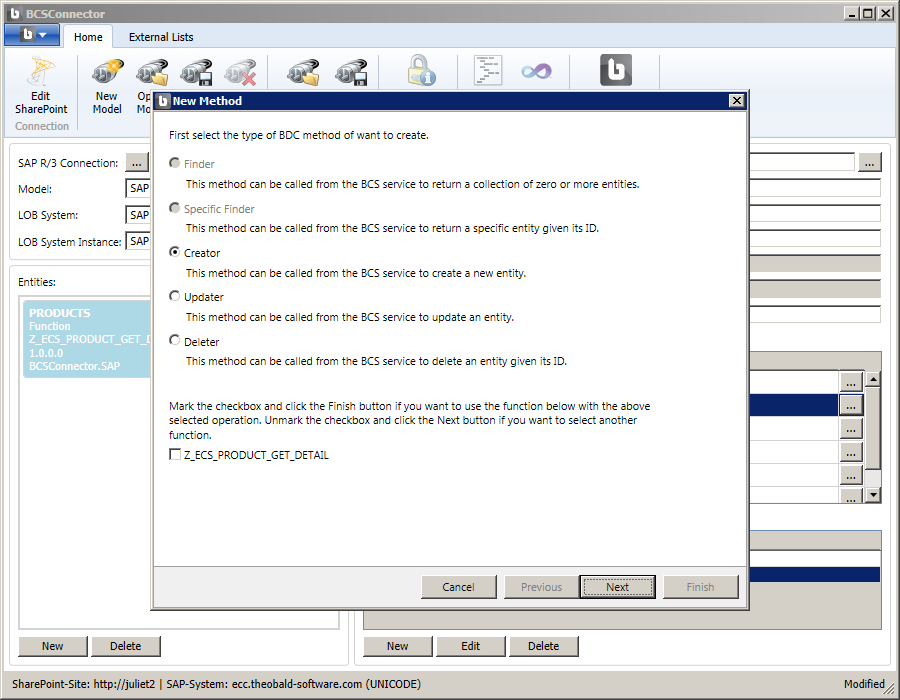 BCSConnector
Home
External Lists
Edit
SharePoint
New
Model
Connection
New Method
First select the type of BDC method of want to create.
Finder
This method can be called from the BCS service to return a collection of zero or more entities.
Specific Finder
This method can be called from the BCS service to return a specific entity given its ID.
Creator
This method can be called from the BCS service to create a new entity.
Updater
This method can be called from the BCS service to update an entity.
Deleter
This method can be called from the BCS service to delete an entity given its ID.
Mark the checkbox and click the Finish button if you want to use the function below with the above
selected operation. Unmark the checkbox and click the Next button if you want to select another
function.
Z_ECS_PRODUCT_GET_DETAIL
Cancel
Previous
Next
Finish
SAP R/3 Connection: ...
...
Model: SAP
LOB System: SAP
LOB System Instance: SAP
Entities:
PRODUCTS
Function
Z_ECS_PRODUCT_GET_
1.0.0.0
BCSConnector.SAP
...
...
...
...
...
...
New
Delete
New
Edit
Delete
SharePoint-Site: http://juliet2 | SAP-System: ecc.theobald-software.com (UNICODE)
Modified